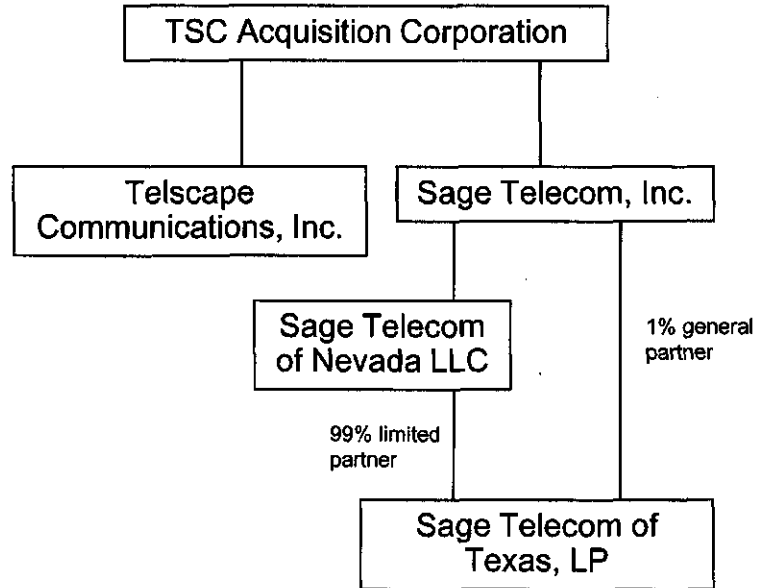 TSC Acquisition Corporation
Telscape
Communications, Inc.
Sage Telecom, Inc.
Sage Telecom
of Nevada LLC
1% general
partner
99% limited
partner
Sage Telecom of
Texas, LP